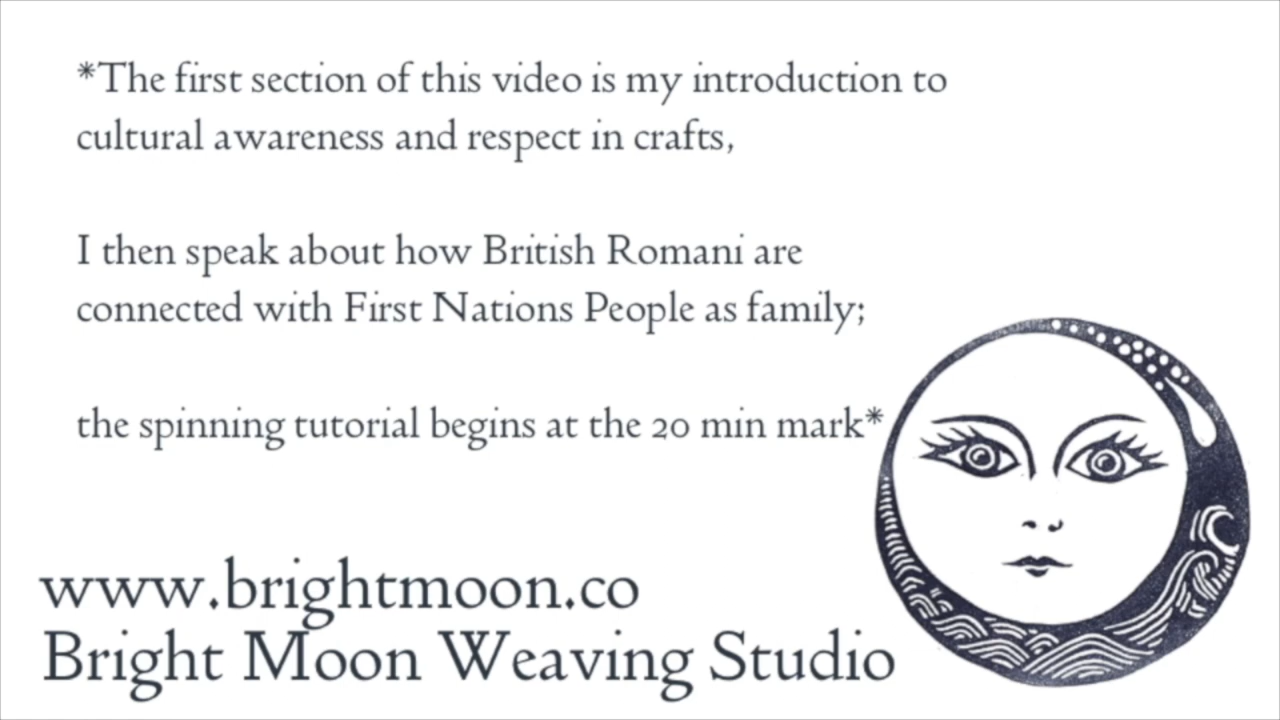 *The first section of this video is my introduction to
cultural awareness and respect in crafts,
I then speak about how British Romani are
connected with First Nations People as family;
the spinning tutorial begins at the 20 min mark*
www.brightmoon.co
Bright Moon Weaving Studio